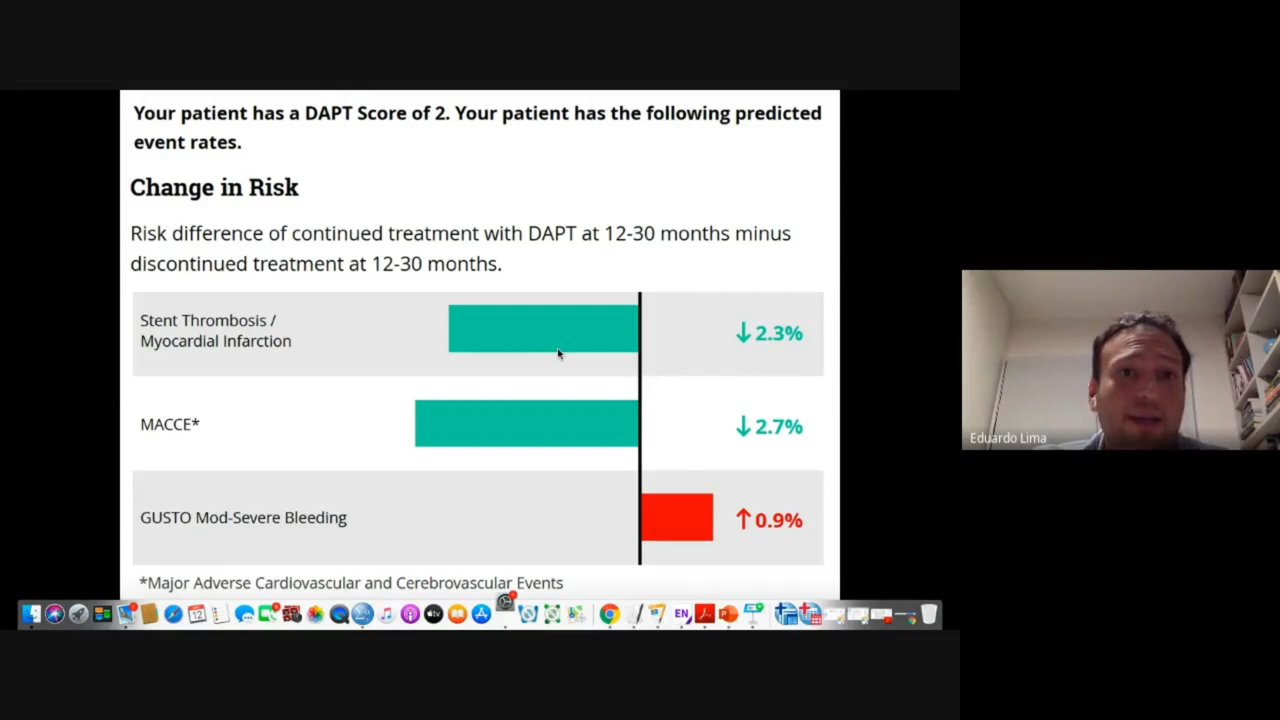 Your patient has a DAPT Score of 2. Your patient has the following predicted
event rates.
Change in Risk
Risk difference of continued treatment with DAPT at 12-30 months minus
discontinued treatment at 12-30 months.
Stent Thrombosis /
Myocardial Infarction
↓2.3%
MACCE*
↓2.7%
GUSTO Mod-Severe Bleeding
↑0.9%
*Major Adverse Cardiovascular and Cerebrovascular Events
12
EN
Eduardo Lima